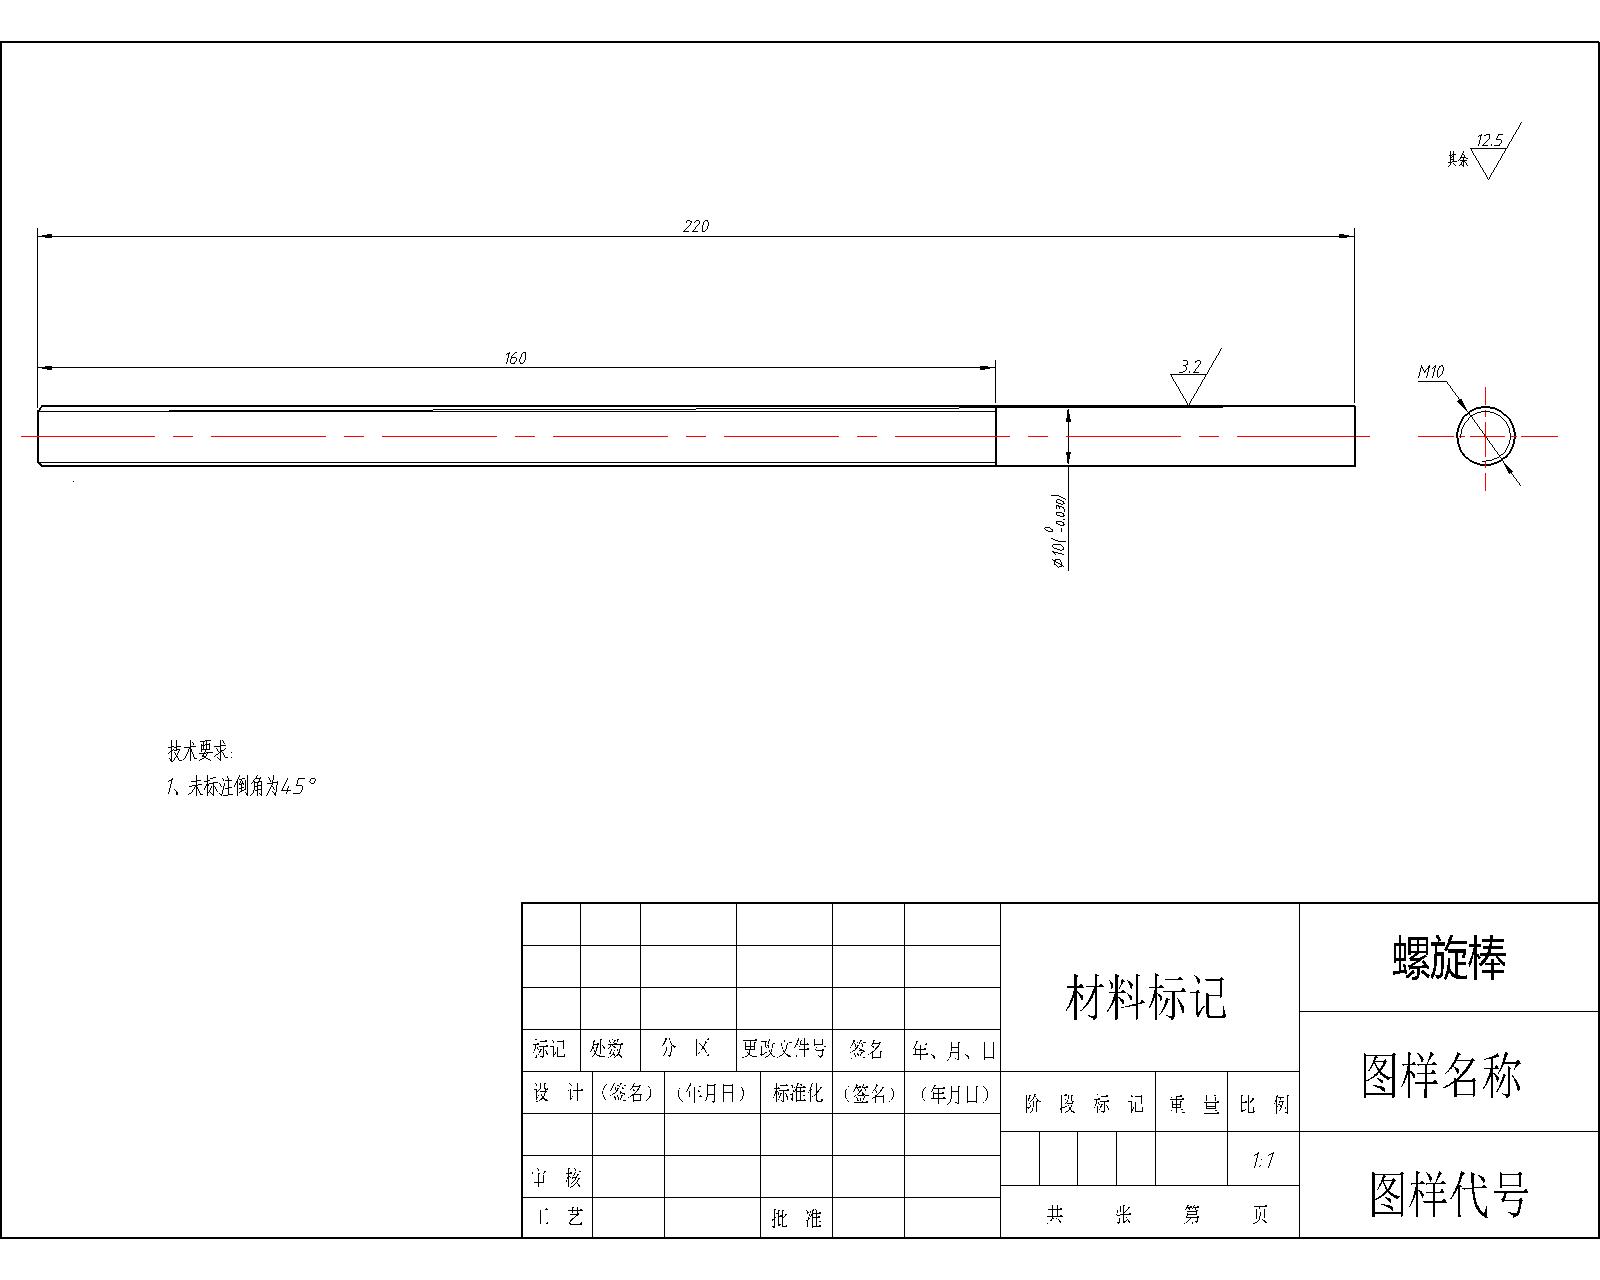 12.5
其余
220
160
3.2
M10
Φ10( 0 -0.030)
技术要求:
1、未标注倒角为45°
螺旋棒
材料标记
标记 处数 分 区 更改文件号 签名 年、月、日
图样名称
设 计 (签名) (年月日) 标准化 (签名) (年月日)
阶 段 标 记 重 量 比 例
1:1
审 核
图样代号
工 艺 批 准
共 张 第 页